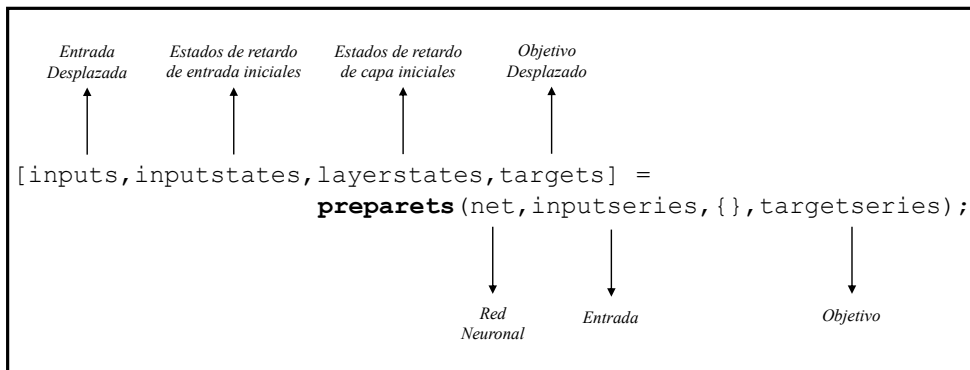 Entrada Estados de retardo Estados de retardo Objetivo
Desplazada de entrada iniciales de capa iniciales Desplazado
[inputs,inputstates,layerstates,targets] =
preparets(net,inputseries,{},targetseries);
Red Entrada Objetivo
Neuronal